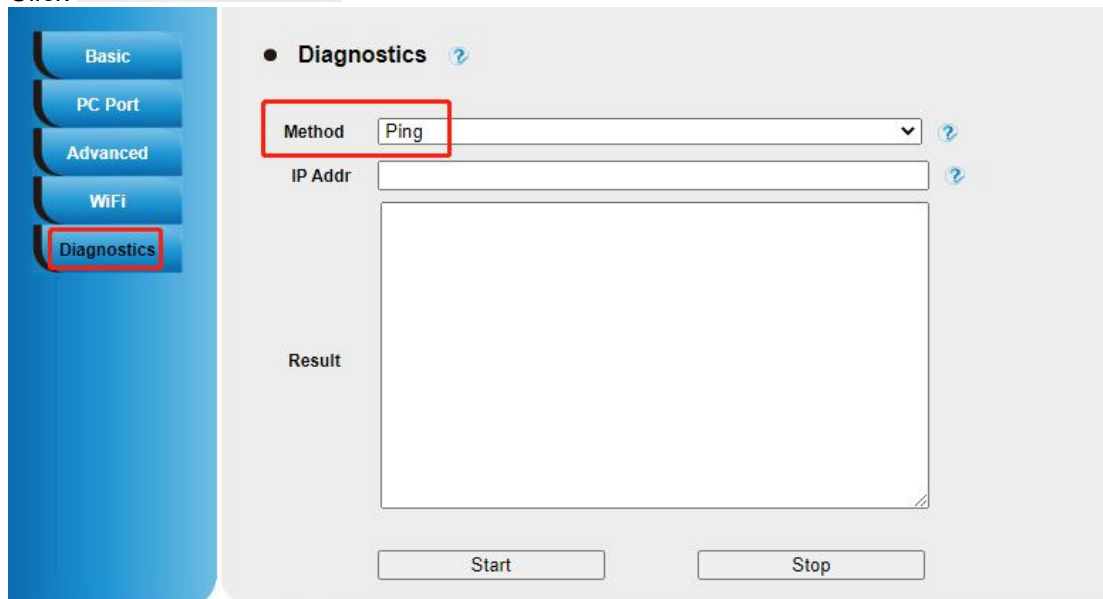 Basic
PC Port
Advanced
WiFi
Diagnostics
Diagnostics
Method Ping
IP Addr
Result
Start Stop